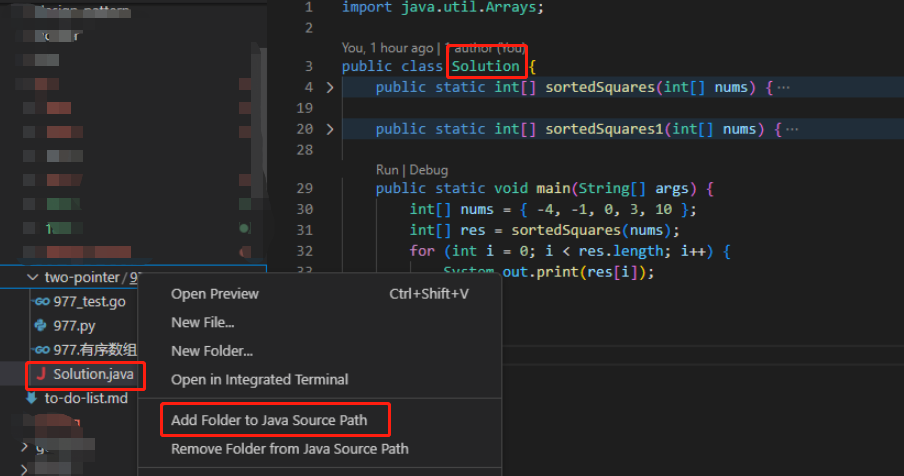 design_pattern
two-pointer/97
977_test.go
977.py
977.有序数组
Solution.java
to-do-list.md
Open Preview Ctrl+Shift+V
New File...
New Folder...
Open in Integrated Terminal
Add Folder to Java Source Path
Remove Folder from Java Source Path
1 import java.util.Arrays;
2
You, 1 hour ago | 1 author (You)
3 public class Solution {
4 public static int[] sortedSquares(int[] nums) { ...
19
20 public static int[] sortedSquares1(int[] nums) { ...
28
Run | Debug
29 public static void main(String[] args) {
30 int[] nums = { -4, -1, 0, 3, 10 };
31 int[] res = sortedSquares(nums);
32 for (int i = 0; i < res.length; i++) {
33 System.out.print(res[i]);